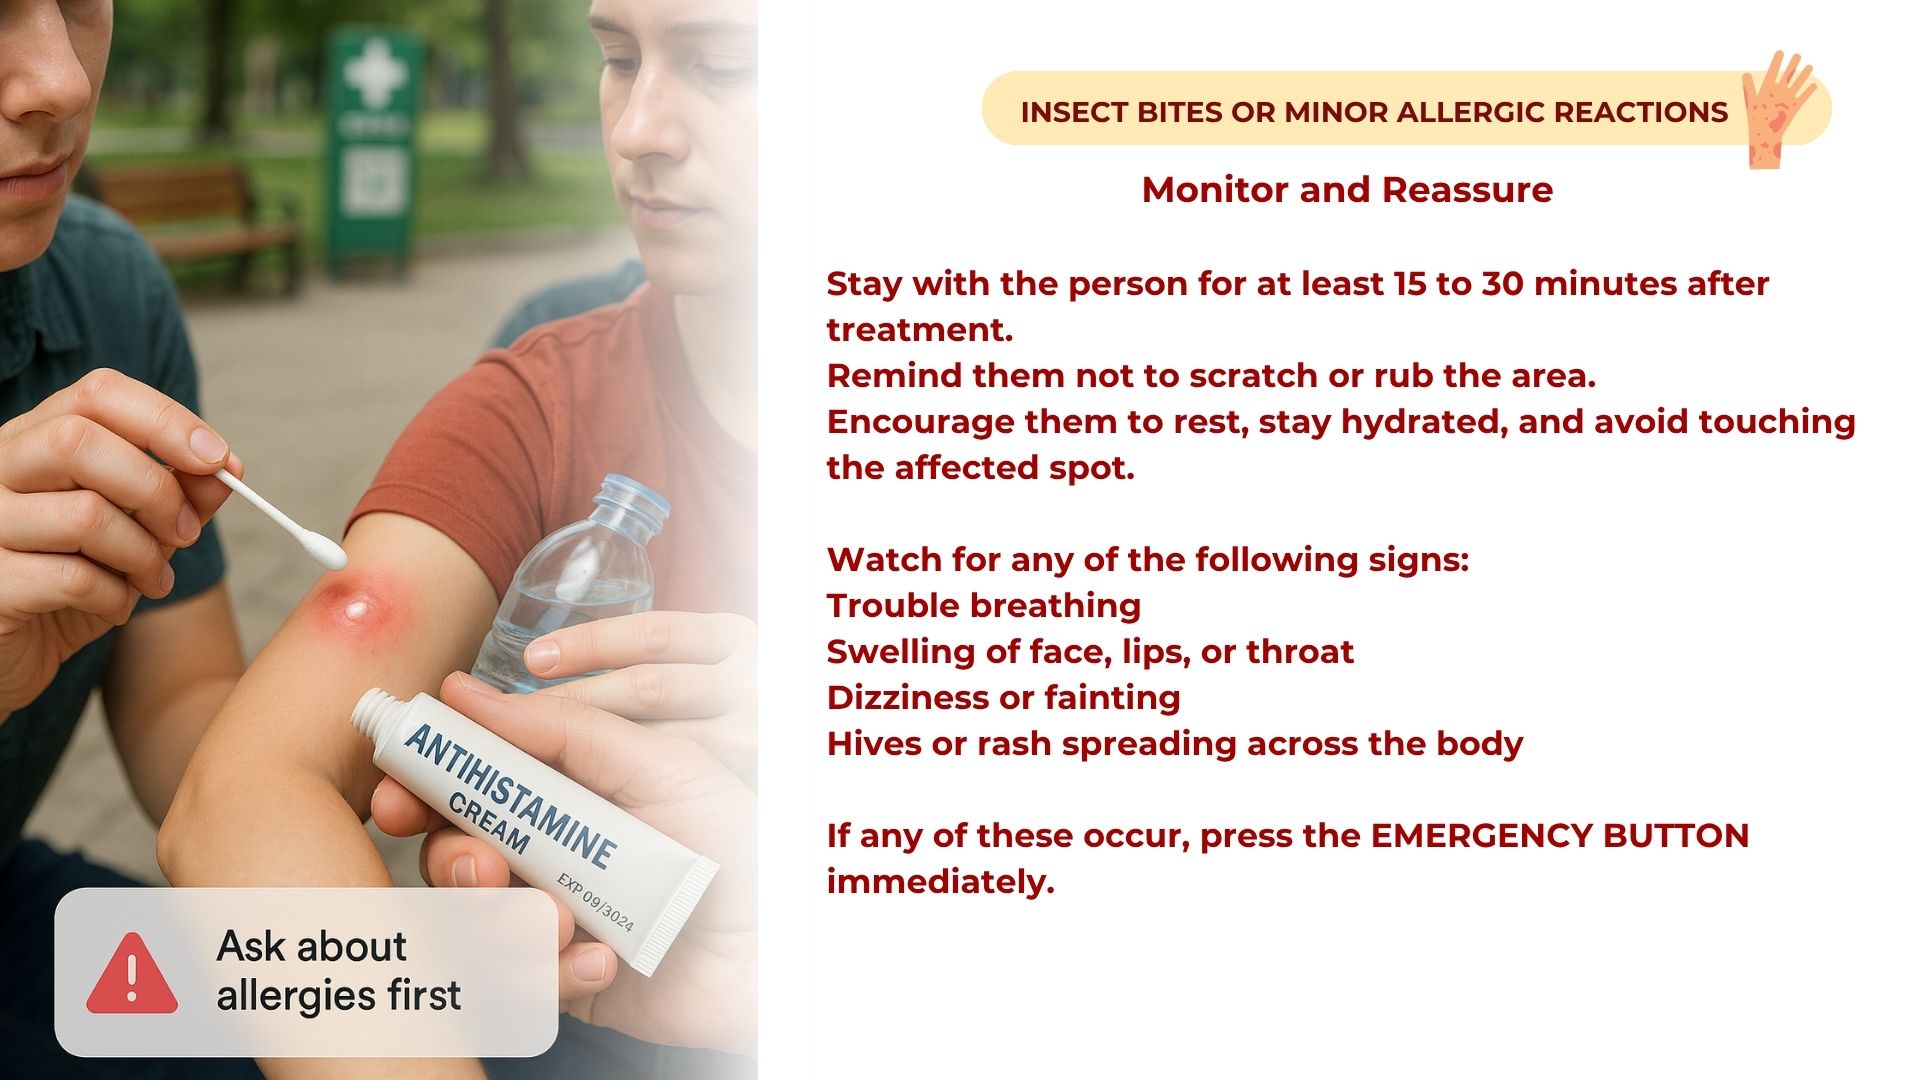 INSECT BITES OR MINOR ALLERGIC REACTIONS
Monitor and Reassure
Stay with the person for at least 15 to 30 minutes after
treatment.
Remind them not to scratch or rub the area.
Encourage them to rest, stay hydrated, and avoid touching
the affected spot.
Watch for any of the following signs:
Trouble breathing
Swelling of face, lips, or throat
Dizziness or fainting
Hives or rash spreading across the body
If any of these occur, press the EMERGENCY BUTTON
immediately.
ANTIHISTAMINE
CREAM
EXP 09/3024
Ask about
allergies first